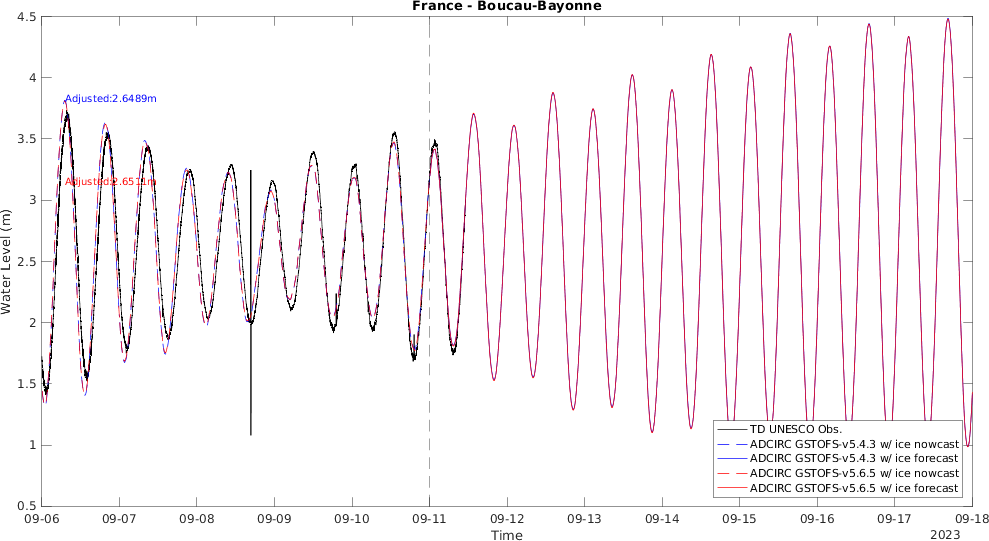 France - Boucau-Bayonne
Water Level (m)
4.5
4
3.5
3
2.5
2
1.5
1
0.5
Adjusted:2.6489m
Adjusted:2.6511m
TD UNESCO Obs.
ADCIRC GSTOFS-v5.4.3 w/ ice nowcast
ADCIRC GSTOFS-v5.4.3 w/ ice forecast
ADCIRC GSTOFS-v5.6.5 w/ ice nowcast
ADCIRC GSTOFS-v5.6.5 w/ ice forecast
09-06 09-07 09-08 09-09 09-10 09-11 09-12 09-13 09-14 09-15 09-16 09-17 09-18
Time
2023